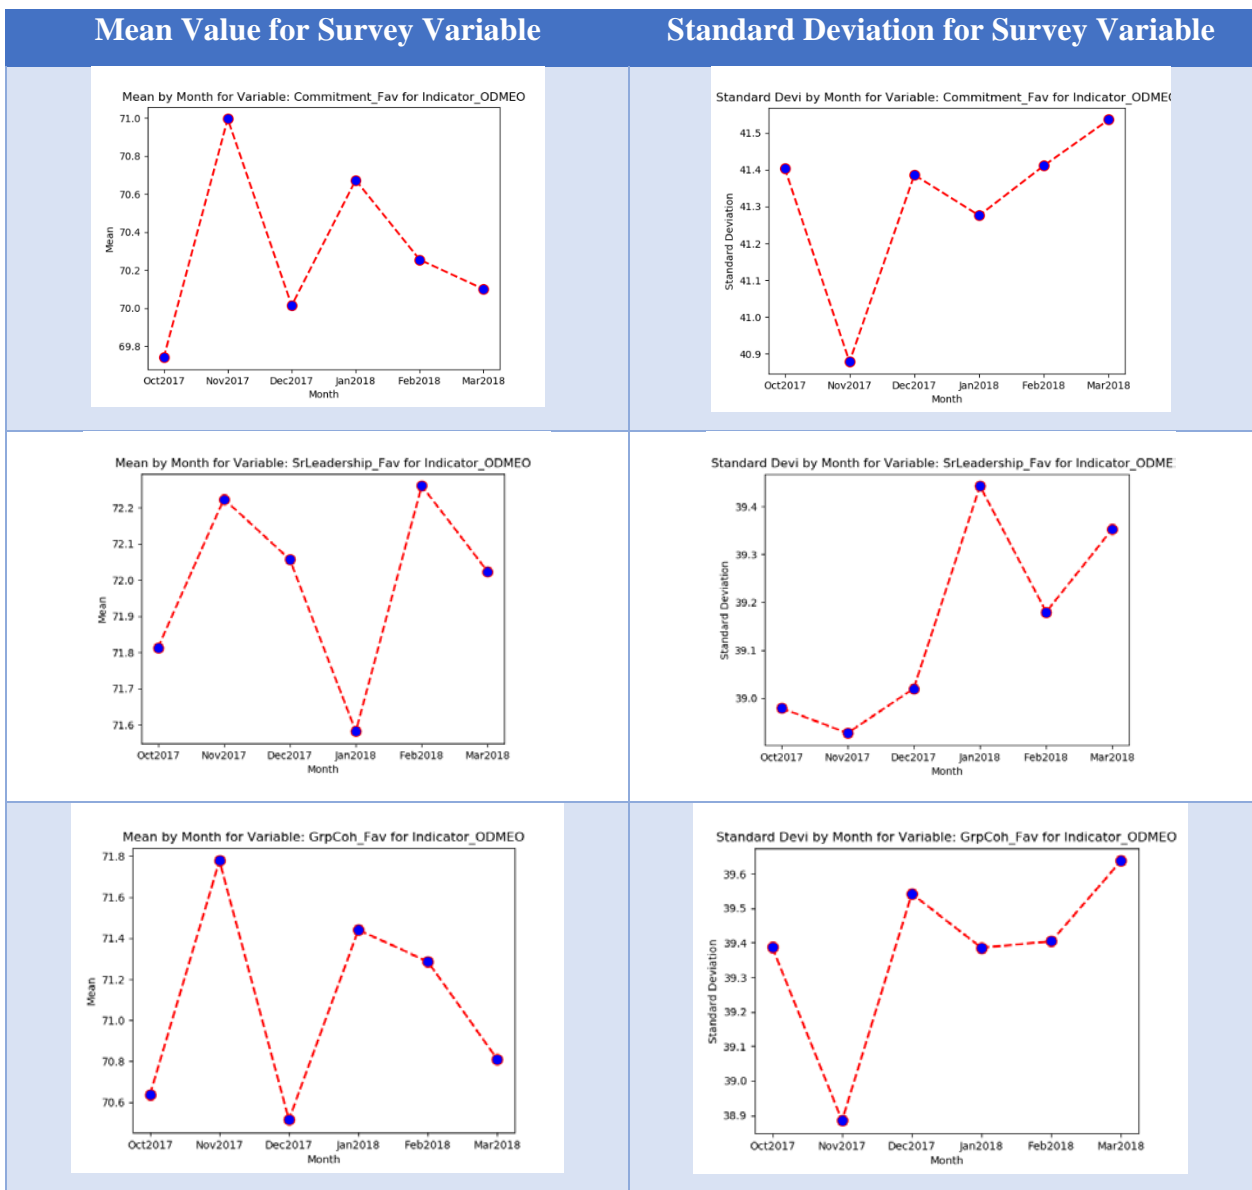 Mean Value for Survey Variable
Standard Deviation for Survey Variable
Mean by Month for Variable: Commitment_Fav for Indicator_ODMEO
71.0
70.8
70.6
70.4
70.2
70.0
69.8
Mean
Oct2017 Nov2017 Dec2017 Jan2018 Feb2018 Mar2018
Month
Standard Devi by Month for Variable: Commitment_Fav for Indicator_ODME
41.5
41.4
41.3
41.2
41.1
41.0
40.9
Standard Deviation
Oct2017 Nov2017 Dec2017 Jan2018 Feb2018 Mar2018
Month
Mean by Month for Variable: SrLeadership_Fav for Indicator_ODMEO
72.2
72.1
72.0
71.9
71.8
71.7
71.6
Mean
Oct2017 Nov2017 Dec2017 Jan2018 Feb2018 Mar2018
Month
Standard Devi by Month for Variable: SrLeadership_Fav for Indicator_ODME
39.4
39.3
39.2
39.1
39.0
Standard Deviation
Oct2017 Nov2017 Dec2017 Jan2018 Feb2018 Mar2018
Month
Mean by Month for Variable: GrpCoh_Fav for Indicator_ODMEO
71.8
71.6
71.4
71.2
71.0
70.8
70.6
Mean
Oct2017 Nov2017 Dec2017 Jan2018 Feb2018 Mar2018
Month
Standard Devi by Month for Variable: GrpCoh_Fav for Indicator_ODMEO
39.6
39.5
39.4
39.3
39.2
39.1
39.0
38.9
Standard Deviation
Oct2017 Nov2017 Dec2017 Jan2018 Feb2018 Mar2018
Month